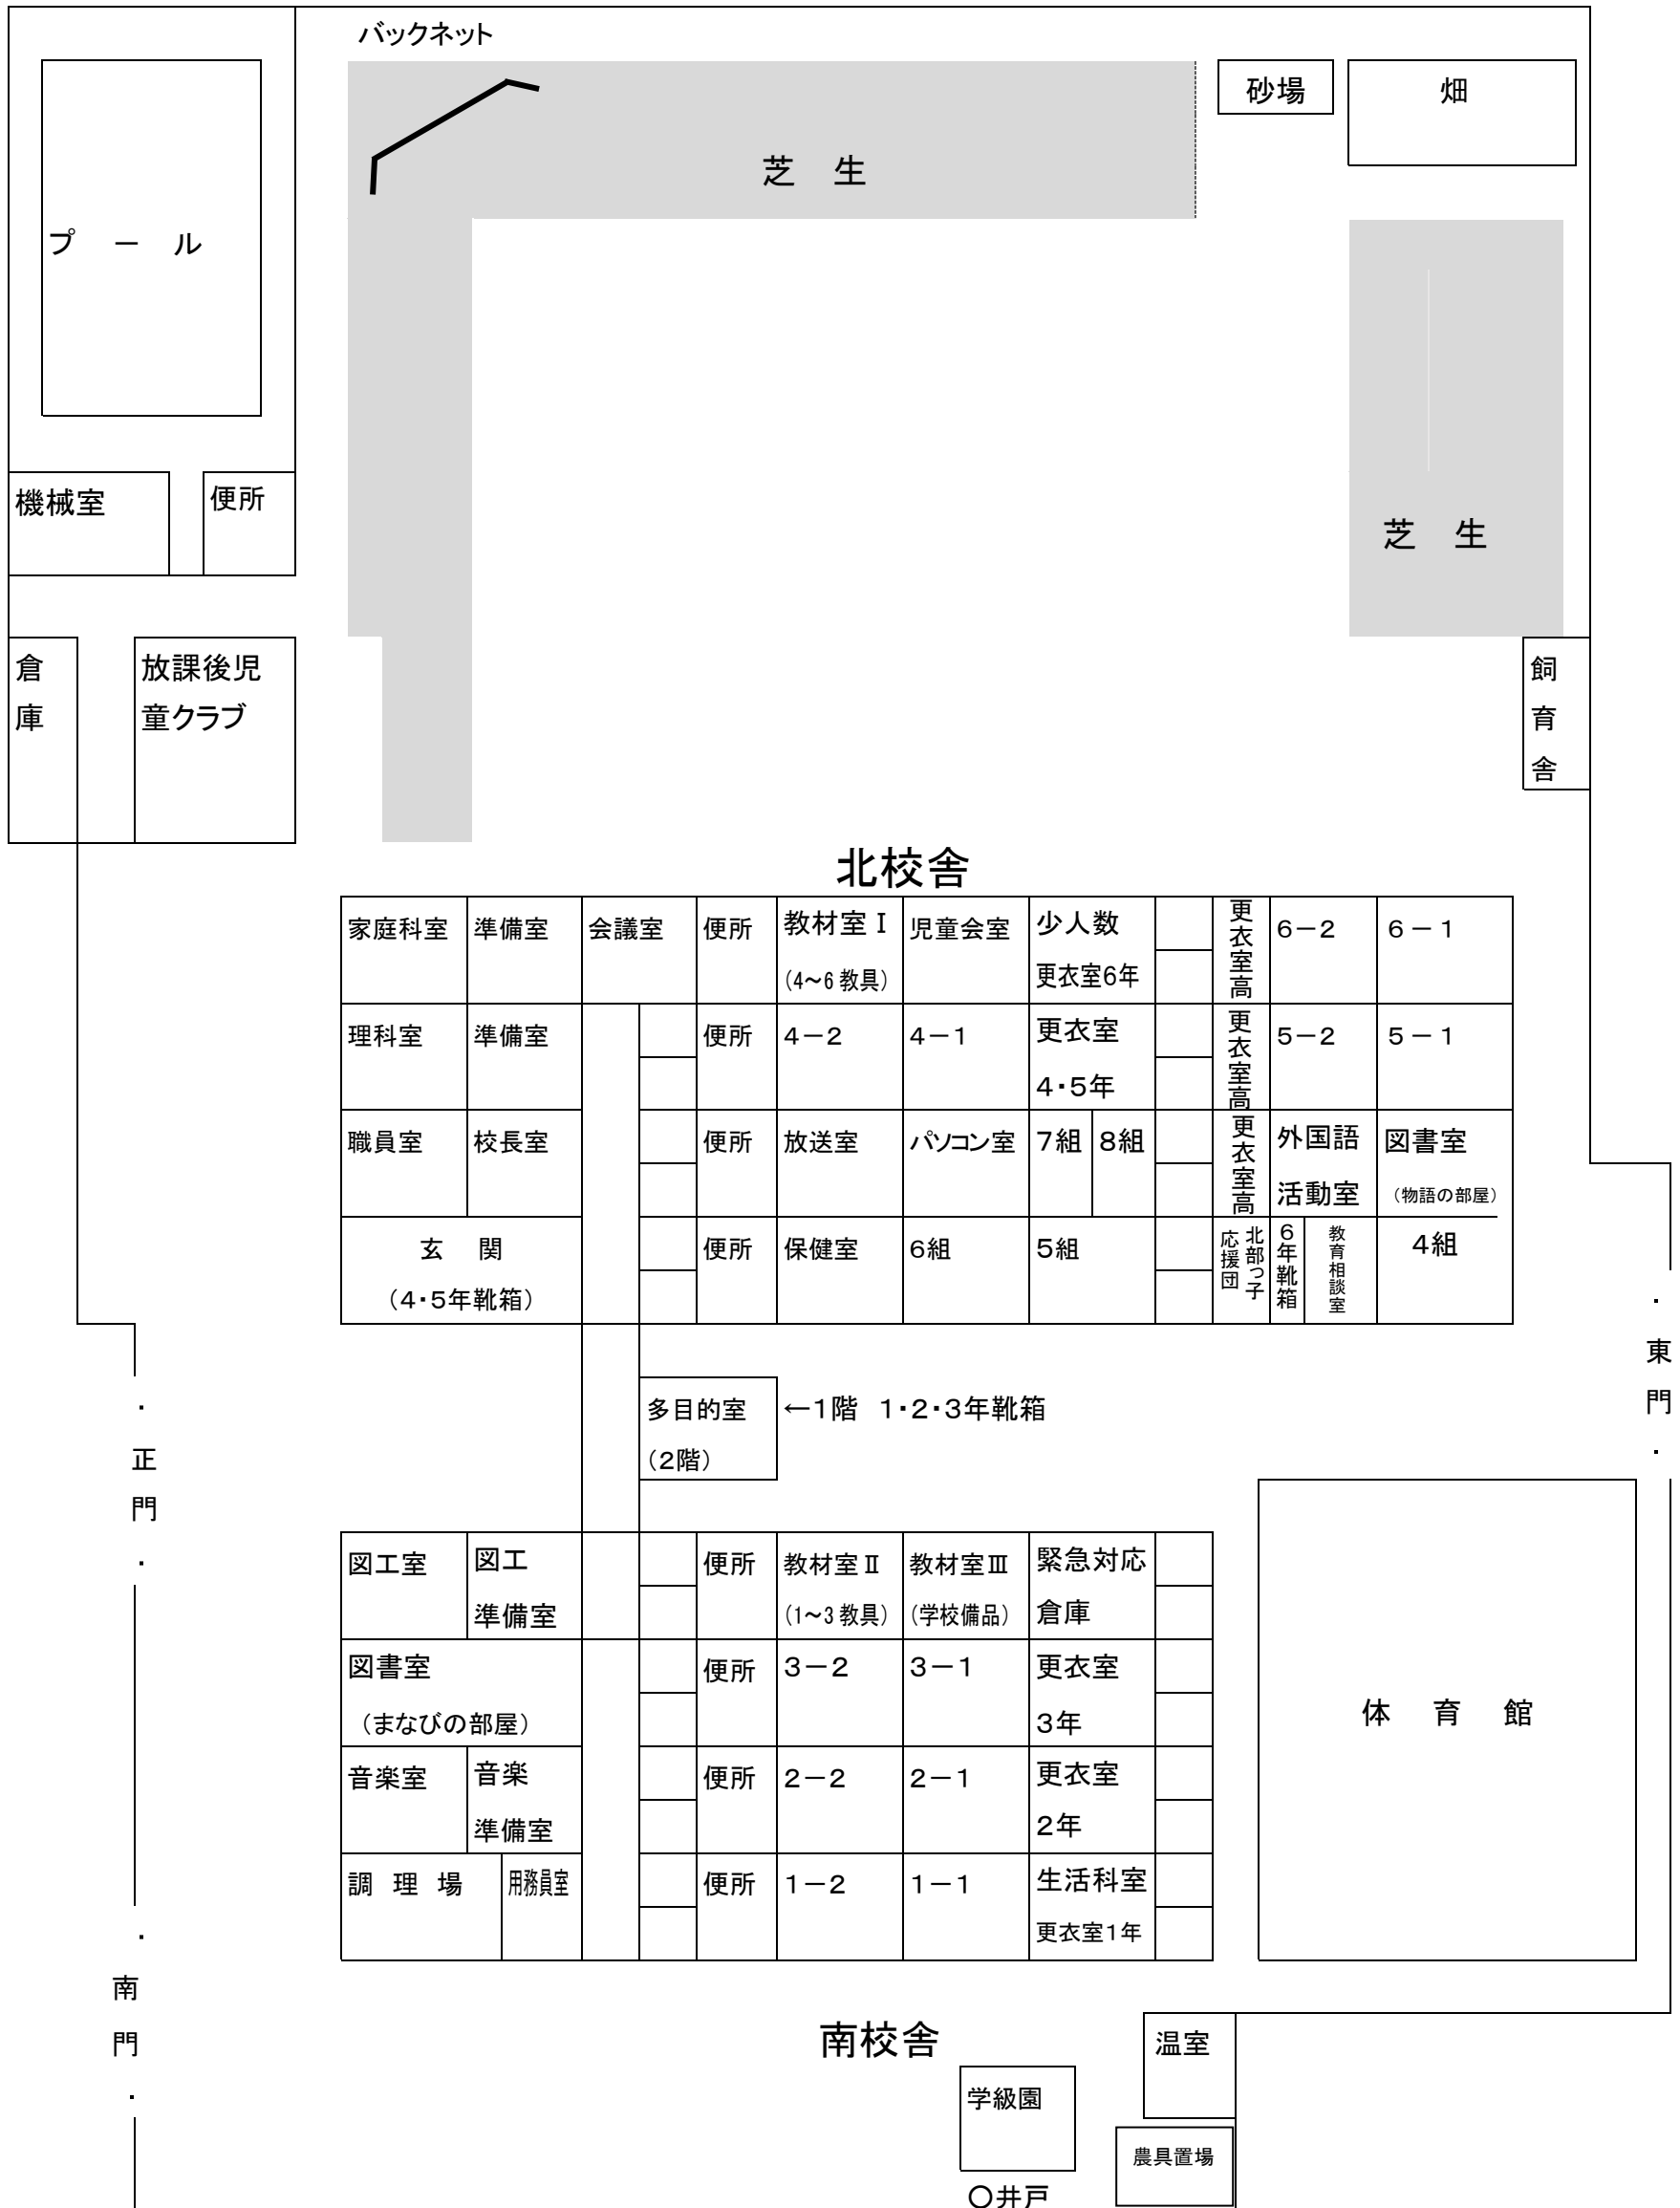 バックネット
砂場
畑
芝　生
プ　ー　ル
機械室
便所
芝　生
倉
庫
放課後児
童クラブ
飼
育
舎
北校舎
家庭科室 準備室 会議室 便所 教材室Ⅰ 児童会室 少人数 更衣室高 6－2 6－1
（4～6教具） 更衣室6年
理科室 準備室 便所 4－2 4－1 更衣室 更衣室高 5－2 5－1
4・5年
職員室 校長室 便所 放送室 パソコン室 7組 8組 更衣室高 外国語 図書室
活動室 （物語の部屋）
玄　関 便所 保健室 6組 5組 北部っ子応援団 6年靴箱 教育相談室 4組
（4・5年靴箱）
・東門・
多目的室 ←1階　1・2・3年靴箱
（2階）
・正門・
図工室 図工 便所 教材室Ⅱ 教材室Ⅲ 緊急対応
準備室 （1～3教具） （学校備品） 倉庫
図書室 便所 3－2 3－1 更衣室
（まなびの部屋） 3年
体　育　館
音楽室 音楽 便所 2－2 2－1 更衣室
準備室 2年
調　理　場 用務員室 便所 1－2 1－1 生活科室
更衣室1年
・南門・
南校舎
温室
学級園
農具置場
〇井戸